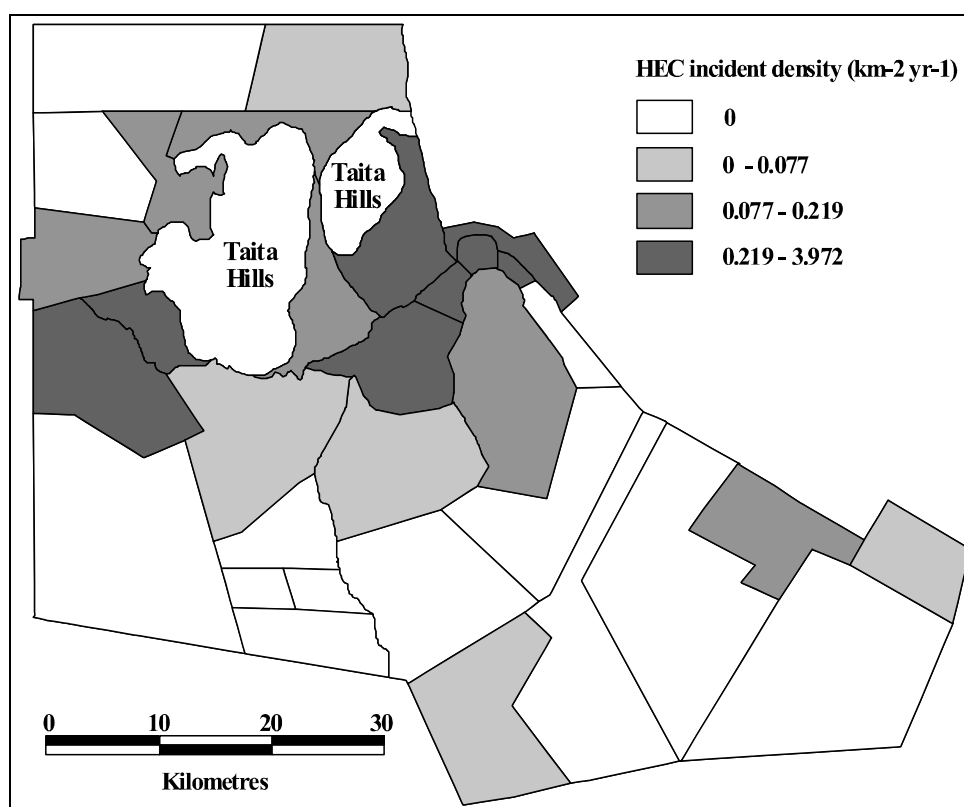 HEC incident density (km-2 yr-1)
0
0 - 0.077
0.077 - 0.219
0.219 - 3.972
Taita
Hills
Taita
Hills
0 10 20 30
Kilometres